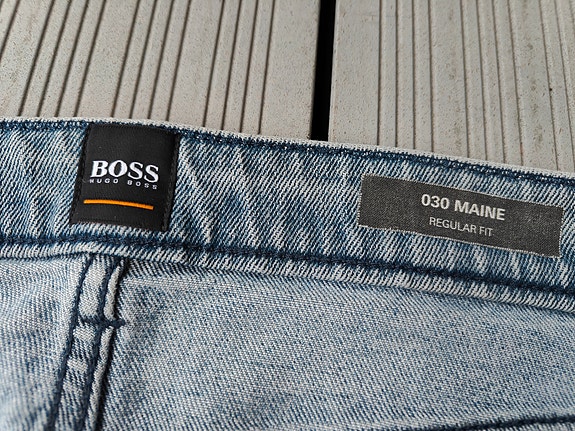 BOSS
HUGO BOSS
030 MAINE
REGULAR FIT